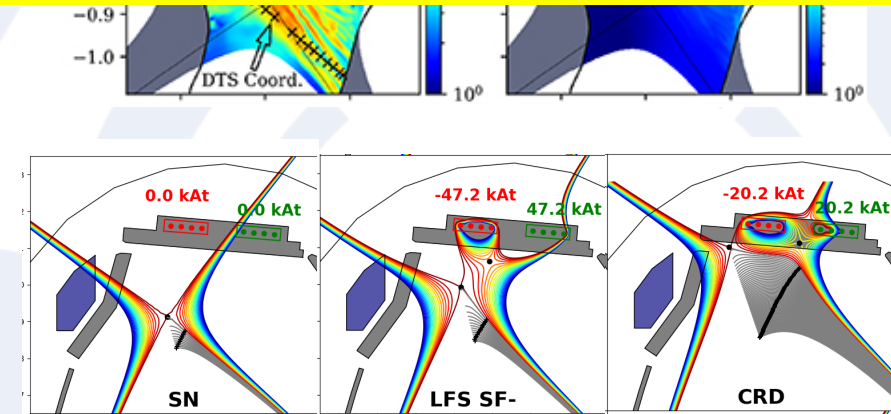 −0.9
−1.0
DTS Coord.
10⁰
10⁰
0.0 kAt
0.0 kAt
-47.2 kAt
47.2 kAt
-20.2 kAt
20.2 kAt
SN
LFS SF-
CRD